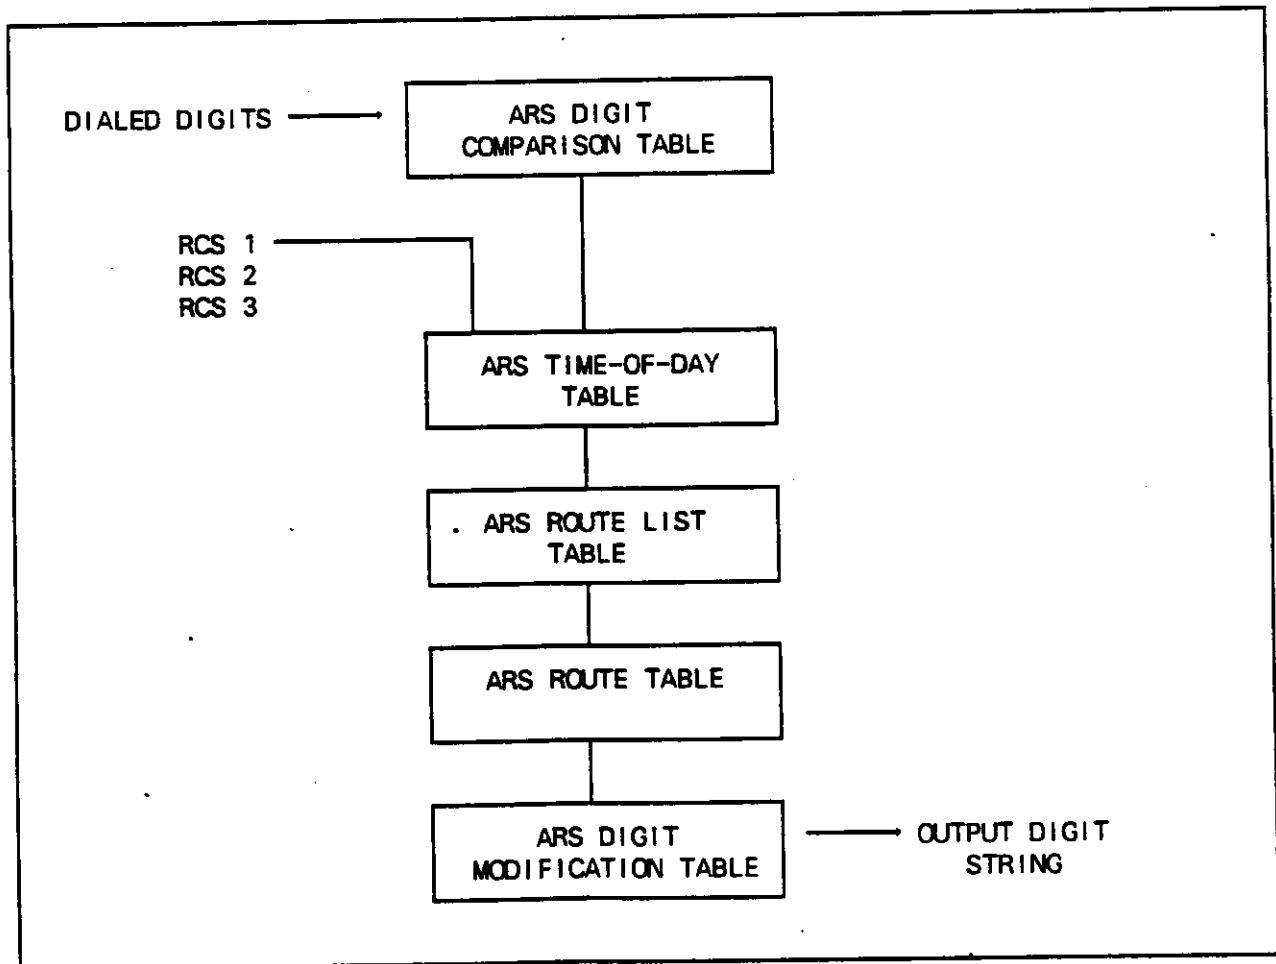 DIALED DIGITS
ARS DIGIT
COMPARISON TABLE
RCS 1
RCS 2
RCS 3
ARS TIME-OF-DAY
TABLE
ARS ROUTE LIST
TABLE
ARS ROUTE TABLE
ARS DIGIT
MODIFICATION TABLE
OUTPUT DIGIT
STRING